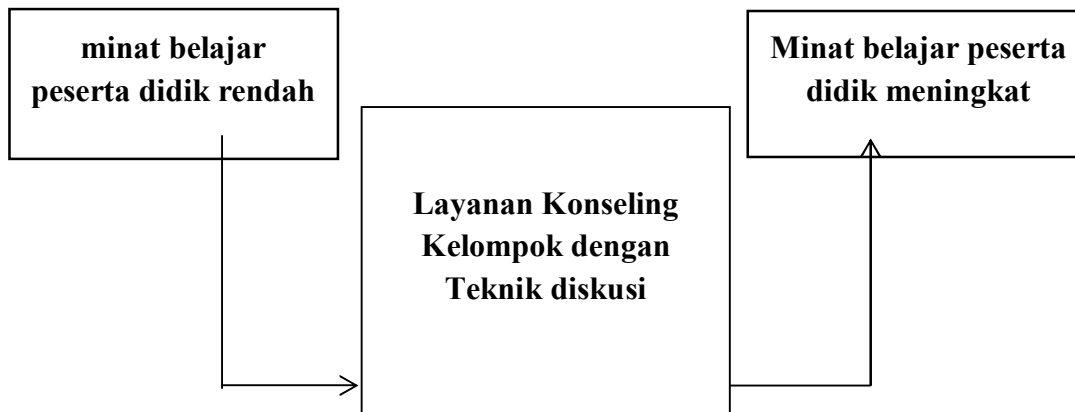 minat belajar
peserta didik rendah
Layanan Konseling
Kelompok dengan
Teknik diskusi
Minat belajar peserta
didik meningkat